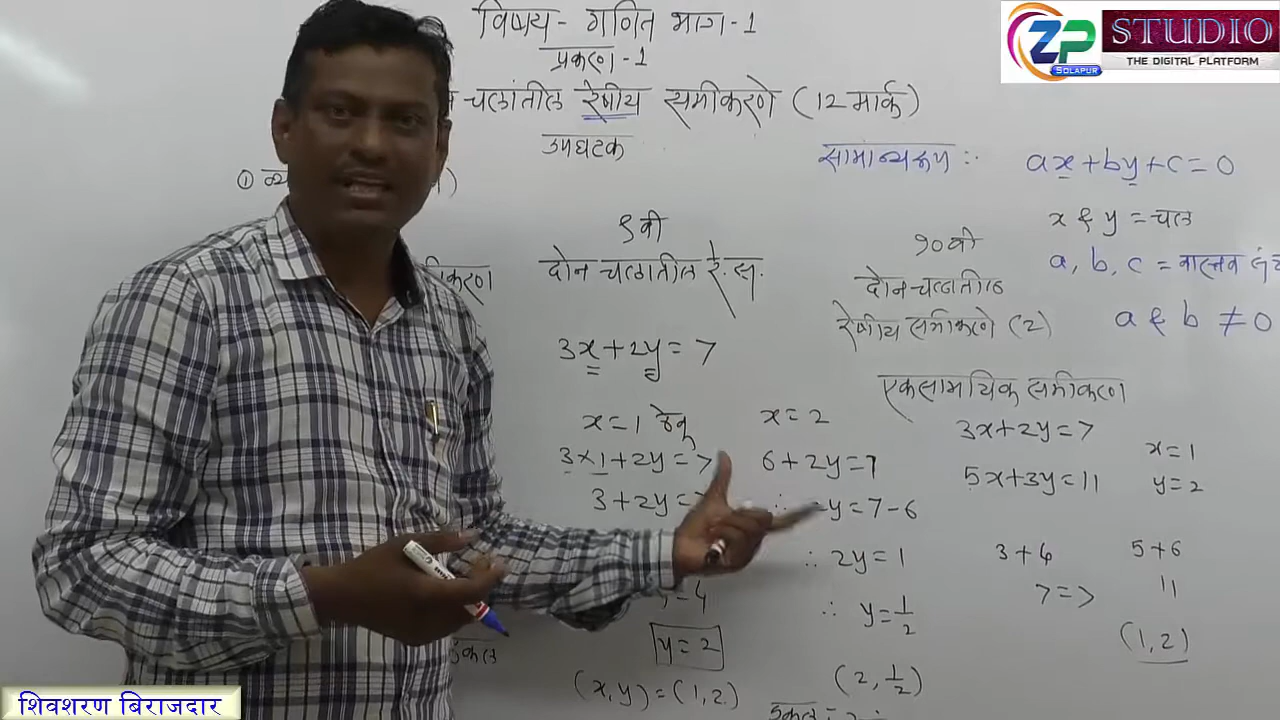 विषय - गणित भाग -1
प्रकरण -1
चलांतील रेषीय समीकरणे (12 मार्क)
उपघटक
①
सामान्यरूप :-
ax + by + c = 0
x & y = चल
a, b, c = वास्तव
a & b ≠ 0
९वी
दोन चलातील रे. स.
3x + 2y = 7
x = 1 ठेवू
3 × 1 + 2y = 7
3 + 2y =
y = 2
(x, y) = (1, 2)
x = 2
6 + 2y = 7
∴ 2y = 7 - 6
∴ 2y = 1
∴ y = 1/2
(2, 1/2)
१०वी
दोन चलातील
रेषीय समीकरणे (2)
एकसामयिक समीकरण
3x + 2y = 7
5x + 3y = 11
x = 1
y = 2
3 + 4
7 = 7
5 + 6
11
(1, 2)
ZP
SOLAPUR
STUDIO
THE DIGITAL PLATFORM
शिवशरण बिराजदार